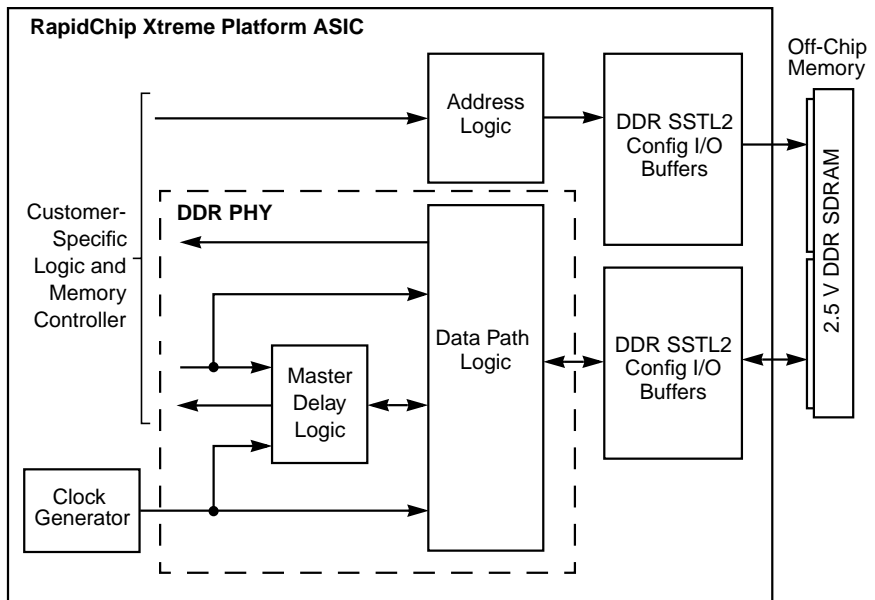 RapidChip Xtreme Platform ASIC
Off-Chip
Memory
Address
Logic
DDR SSTL2
Config I/O
Buffers
2.5 V DDR SDRAM
Customer-
Specific
Logic and
Memory
Controller
DDR PHY
Data Path
Logic
DDR SSTL2
Config I/O
Buffers
Master
Delay
Logic
Clock
Generator